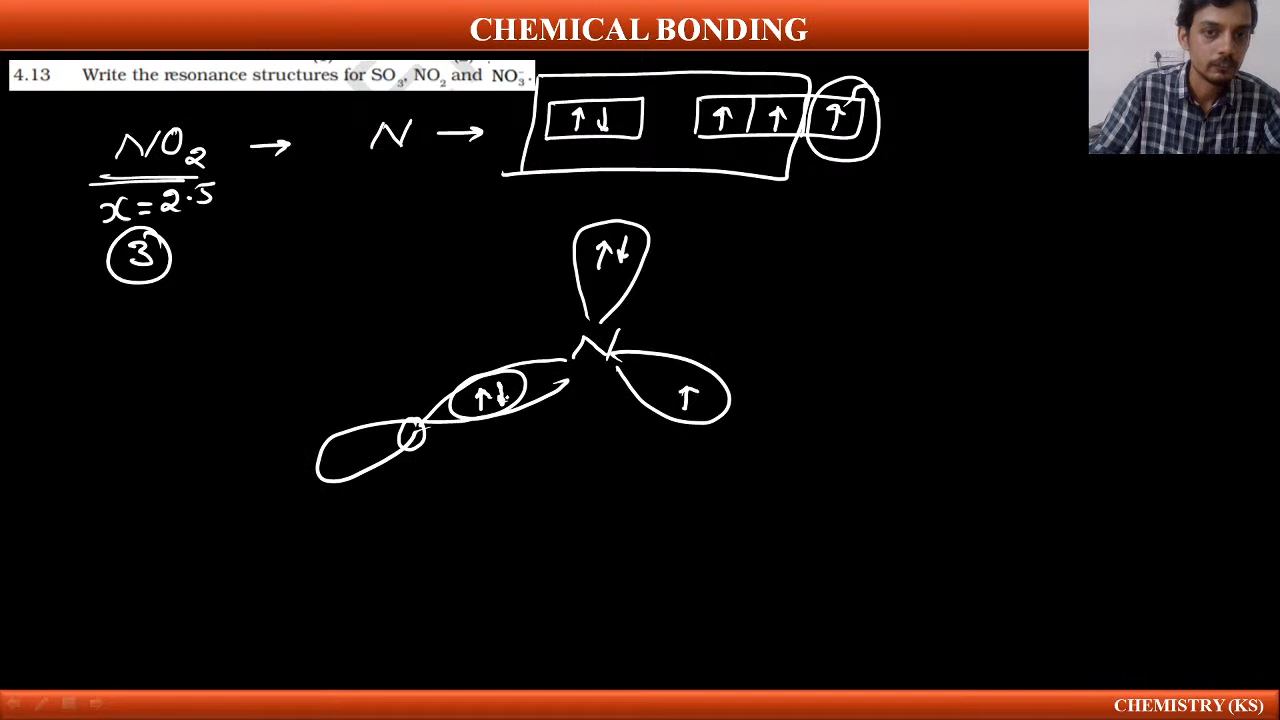 CHEMICAL BONDING
4.13 Write the resonance structures for SO₃, NO₂ and NO₃⁻.
NO₂ → N → ↑↓ ↑ ↑ ↑
x = 2.5
3
↑↓
N
↑↓ ↑
CHEMISTRY (KS)